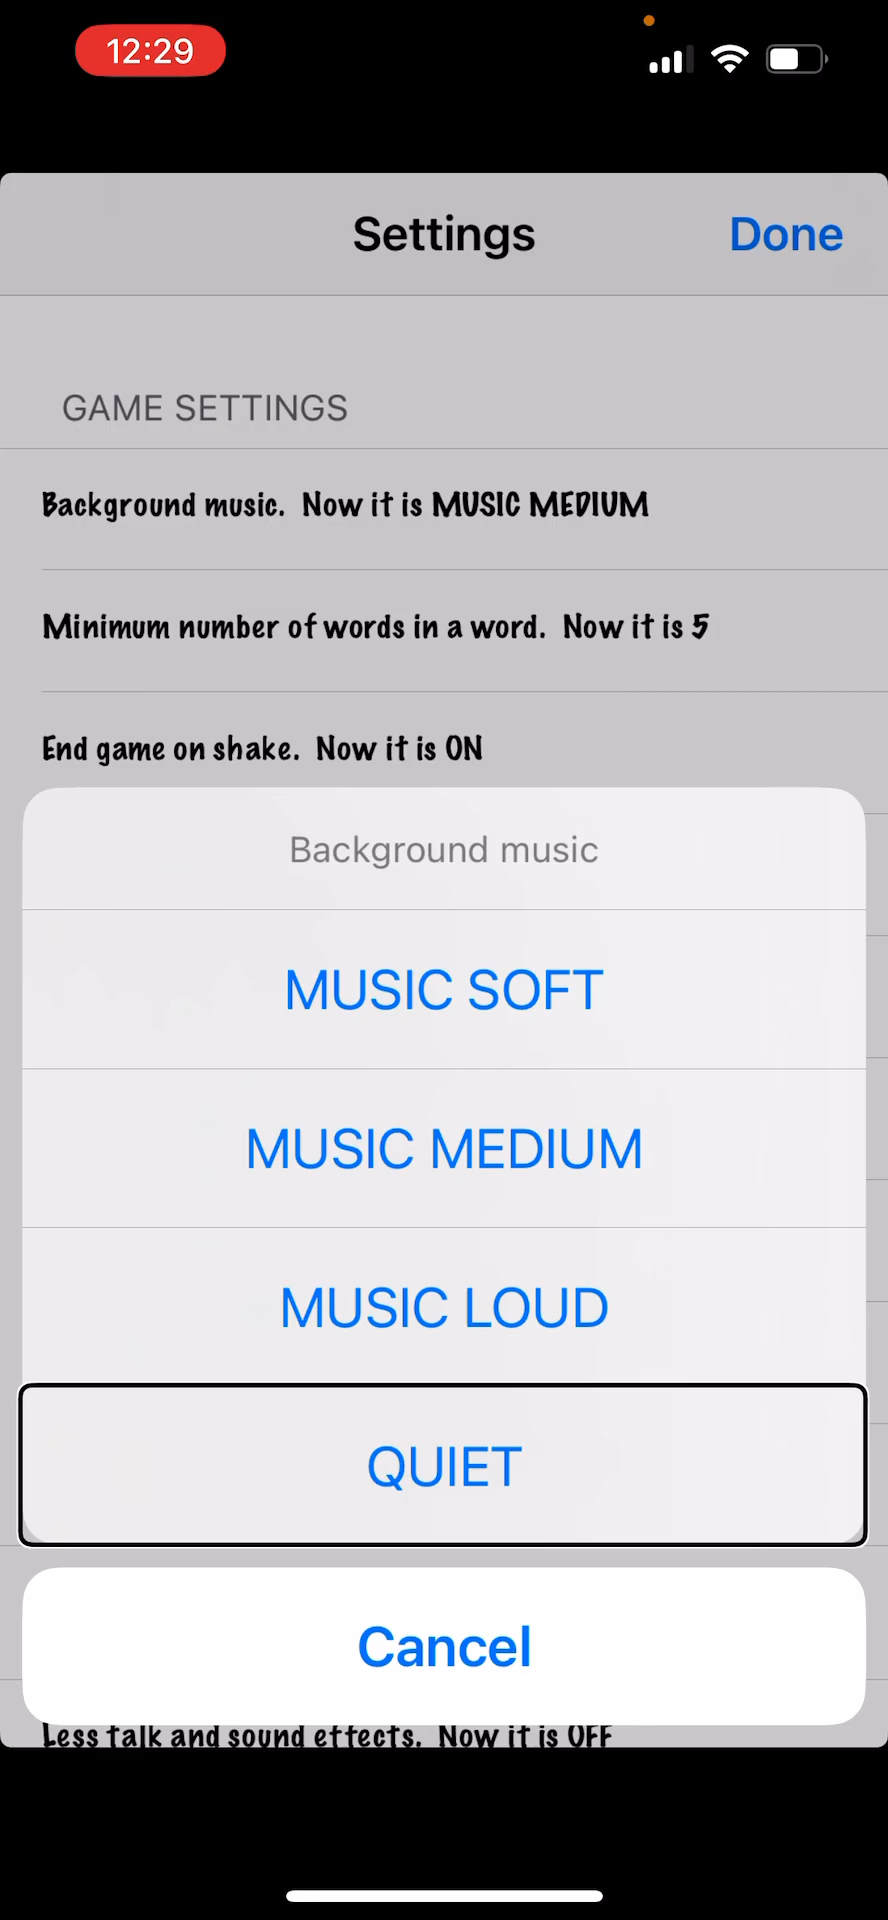 12:29
Settings
Done
GAME SETTINGS
Background music.  Now it is MUSIC MEDIUM
Minimum number of words in a word.  Now it is 5
End game on shake.  Now it is ON
Background music
MUSIC SOFT
MUSIC MEDIUM
MUSIC LOUD
QUIET
Cancel
Less talk and sound effects.  Now it is OFF